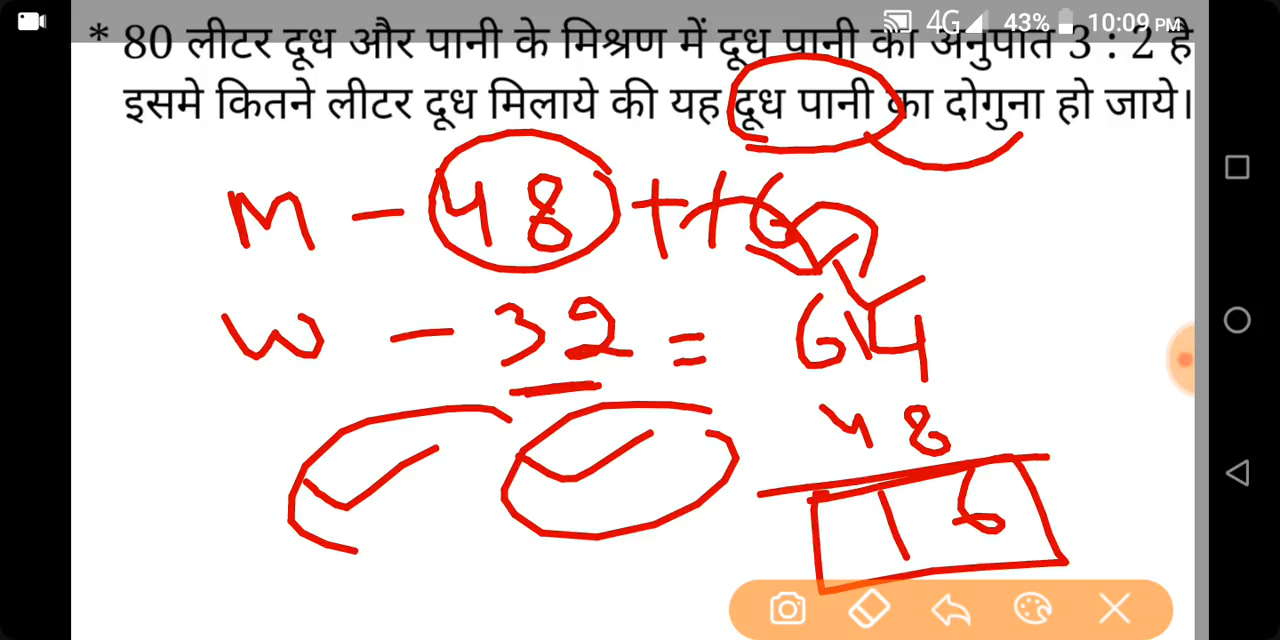 4G 43% 10:09 PM
* 80 लीटर दूध और पानी के मिश्रण में दूध पानी का अनुपात 3 : 2 है
इसमे कितने लीटर दूध मिलाये की यह दूध पानी का दोगुना हो जाये।
M - 48 + 16
W - 32 = 64
48
16